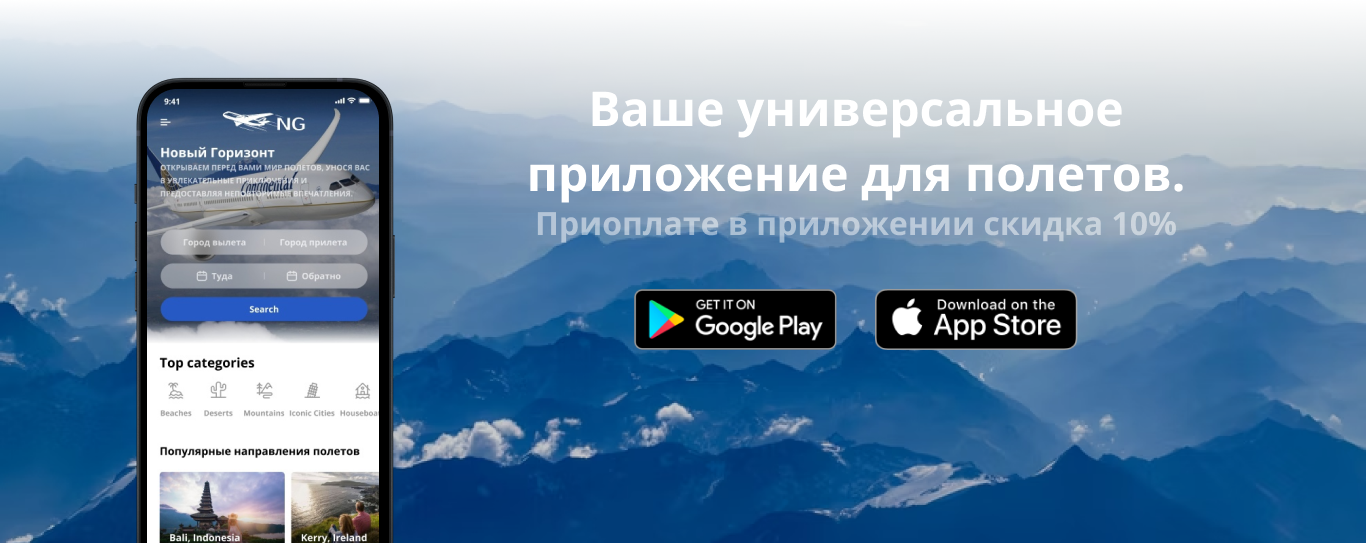 9:41
NG
Новый Горизонт
ОТКРЫВАЕМ ПЕРЕД ВАМИ МИР ПОЛЕТОВ, УНОСЯ ВАС
В УВЛЕКАТЕЛЬНЫЕ ПРИКЛЮЧЕНИЯ И
ПРЕДОСТАВЛЯЯ НЕПОВТОРИМЫЕ ВПЕЧАТЛЕНИЯ.
Continental
Город вылета Город прилета
Туда Обратно
Search
Top categories
Beaches Deserts Mountains Iconic Cities Houseboa
Популярные направления полетов
Bali, Indonesia Kerry, Ireland
Ваше универсальное
приложение для полетов.
Приоплате в приложении скидка 10%
GET IT ON
Google Play
Download on the
App Store